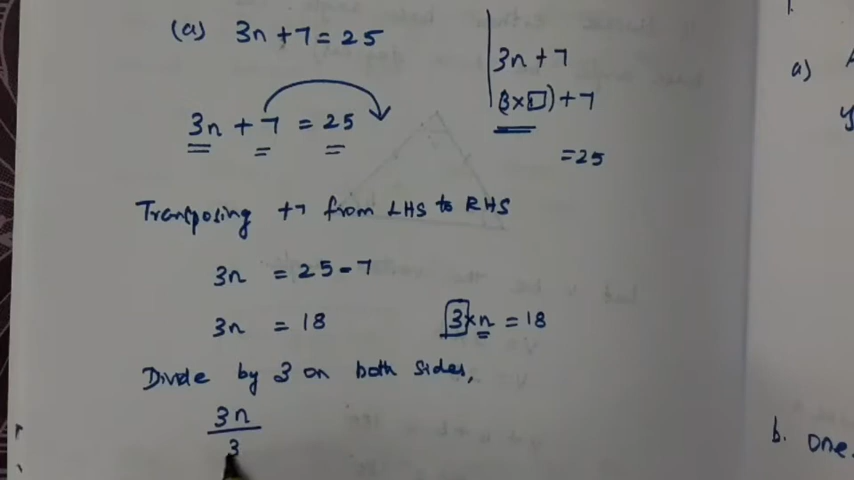 (a) 3n + 7 = 25
3n + 7 = 25
3n + 7
(3×□) + 7
= 25
Transposing +7 from LHS to RHS
3n = 25 - 7
3n = 18
3×n = 18
Divide by 3 on both sides,
3n
3
a)
b. one